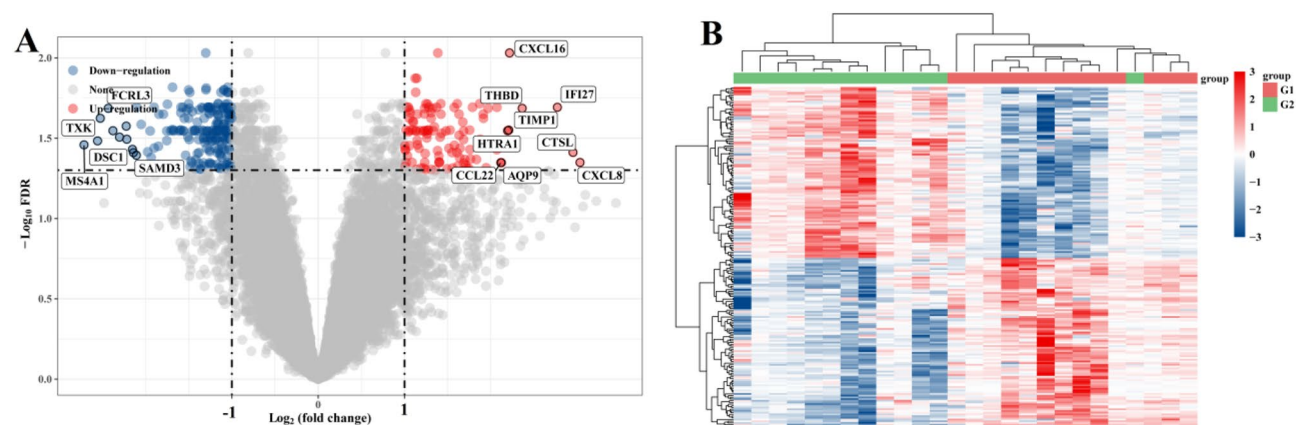 A
2.0
1.5
1.0
0.5
0.0
− Log₁₀ FDR
Down−regulation
None
Up−regulation
FCRL3
TXK
DSC1
SAMD3
MS4A1
CXCL16
THBD
IFI27
TIMP1
HTRA1
CTSL
CCL22
AQP9
CXCL8
-1
0
1
Log₂ (fold change)
B
group
3
2
1
0
−1
−2
−3
group
G1
G2